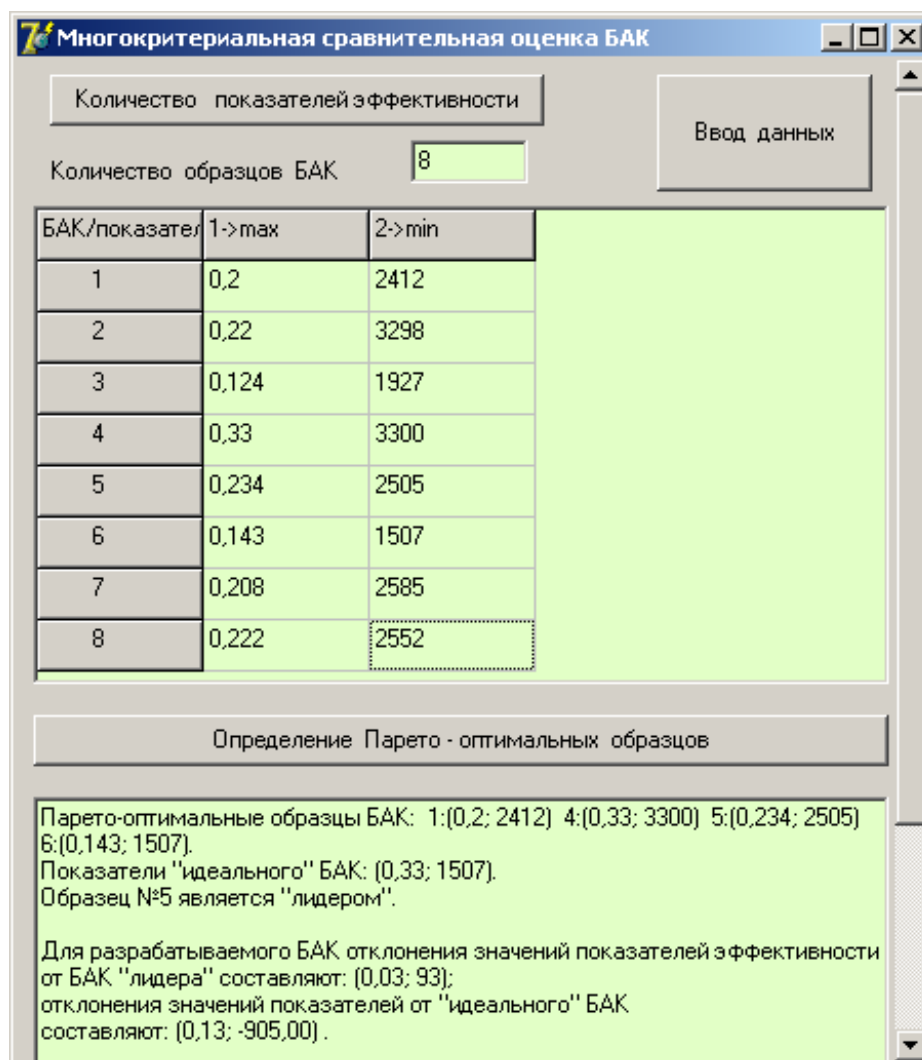 Многокритериальная сравнительная оценка БАК
Количество показателей эффективности
Ввод данных
Количество образцов БАК 8
БАК/показател 1->max 2->min
1 0,2 2412
2 0,22 3298
3 0,124 1927
4 0,33 3300
5 0,234 2505
6 0,143 1507
7 0,208 2585
8 0,222 2552
Определение Парето - оптимальных образцов
Парето-оптимальные образцы БАК: 1:(0,2; 2412) 4:(0,33; 3300) 5:(0,234; 2505)
6:(0,143; 1507).
Показатели "идеального" БАК: (0,33; 1507).
Образец №5 является "лидером".
Для разрабатываемого БАК отклонения значений показателей эффективности
от БАК "лидера" составляют: (0,03; 93);
отклонения значений показателей от "идеального" БАК
составляют: (0,13; -905,00) .